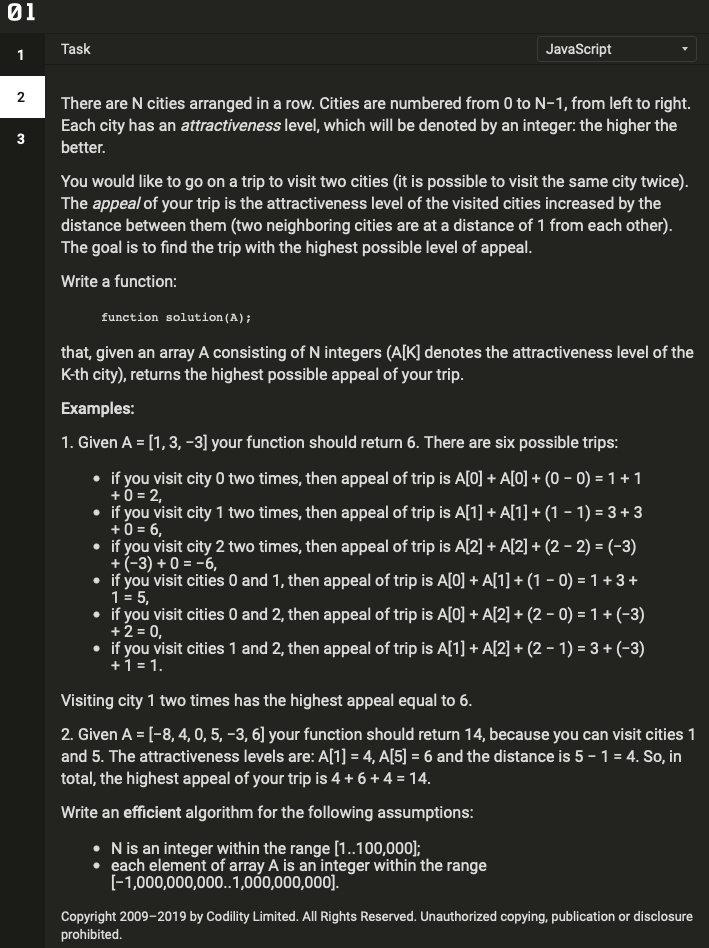 01
1
Task
JavaScript
2
3
There are N cities arranged in a row. Cities are numbered from 0 to N−1, from left to right.
Each city has an attractiveness level, which will be denoted by an integer: the higher the
better.
You would like to go on a trip to visit two cities (it is possible to visit the same city twice).
The appeal of your trip is the attractiveness level of the visited cities increased by the
distance between them (two neighboring cities are at a distance of 1 from each other).
The goal is to find the trip with the highest possible level of appeal.
Write a function:
function solution(A);
that, given an array A consisting of N integers (A[K] denotes the attractiveness level of the
K-th city), returns the highest possible appeal of your trip.
Examples:
1. Given A = [1, 3, −3] your function should return 6. There are six possible trips:
• if you visit city 0 two times, then appeal of trip is A[0] + A[0] + (0 − 0) = 1 + 1
+ 0 = 2,
• if you visit city 1 two times, then appeal of trip is A[1] + A[1] + (1 − 1) = 3 + 3
+ 0 = 6,
• if you visit city 2 two times, then appeal of trip is A[2] + A[2] + (2 − 2) = (−3)
+ (−3) + 0 = −6,
• if you visit cities 0 and 1, then appeal of trip is A[0] + A[1] + (1 − 0) = 1 + 3 +
1 = 5,
• if you visit cities 0 and 2, then appeal of trip is A[0] + A[2] + (2 − 0) = 1 + (−3)
+ 2 = 0,
• if you visit cities 1 and 2, then appeal of trip is A[1] + A[2] + (2 − 1) = 3 + (−3)
+ 1 = 1.
Visiting city 1 two times has the highest appeal equal to 6.
2. Given A = [−8, 4, 0, 5, −3, 6] your function should return 14, because you can visit cities 1
and 5. The attractiveness levels are: A[1] = 4, A[5] = 6 and the distance is 5 − 1 = 4. So, in
total, the highest appeal of your trip is 4 + 6 + 4 = 14.
Write an efficient algorithm for the following assumptions:
• N is an integer within the range [1..100,000];
• each element of array A is an integer within the range
[−1,000,000,000..1,000,000,000].
Copyright 2009–2019 by Codility Limited. All Rights Reserved. Unauthorized copying, publication or disclosure
prohibited.